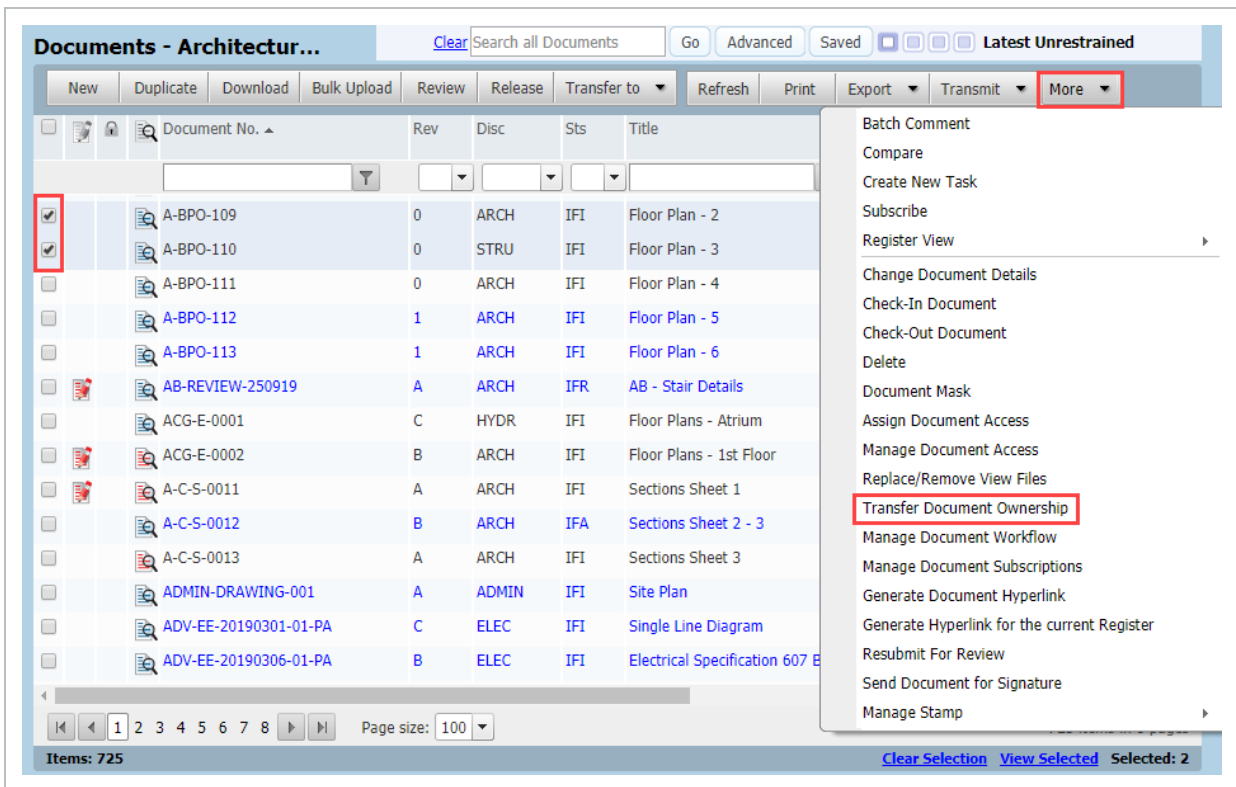 Documents - Architectur...
Clear Search all Documents Go Advanced Saved Latest Unrestrained
New Duplicate Download Bulk Upload Review Release Transfer to Refresh Print Export Transmit More
Document No. Rev Disc Sts Title
A-BPO-109 0 ARCH IFI Floor Plan - 2
A-BPO-110 0 STRU IFI Floor Plan - 3
A-BPO-111 0 ARCH IFI Floor Plan - 4
A-BPO-112 1 ARCH IFI Floor Plan - 5
A-BPO-113 1 ARCH IFI Floor Plan - 6
AB-REVIEW-250919 A ARCH IFR AB - Stair Details
ACG-E-0001 C HYDR IFI Floor Plans - Atrium
ACG-E-0002 B ARCH IFI Floor Plans - 1st Floor
A-C-S-0011 A ARCH IFI Sections Sheet 1
A-C-S-0012 B ARCH IFA Sections Sheet 2 - 3
A-C-S-0013 A ARCH IFI Sections Sheet 3
ADMIN-DRAWING-001 A ADMIN IFI Site Plan
ADV-EE-20190301-01-PA C ELEC IFI Single Line Diagram
ADV-EE-20190306-01-PA B ELEC IFI Electrical Specification 607 B
Batch Comment
Compare
Create New Task
Subscribe
Register View
Change Document Details
Check-In Document
Check-Out Document
Delete
Document Mask
Assign Document Access
Manage Document Access
Replace/Remove View Files
Transfer Document Ownership
Manage Document Workflow
Manage Document Subscriptions
Generate Document Hyperlink
Generate Hyperlink for the current Register
Resubmit For Review
Send Document for Signature
Manage Stamp
1 2 3 4 5 6 7 8 Page size: 100
Items: 725 Clear Selection View Selected Selected: 2